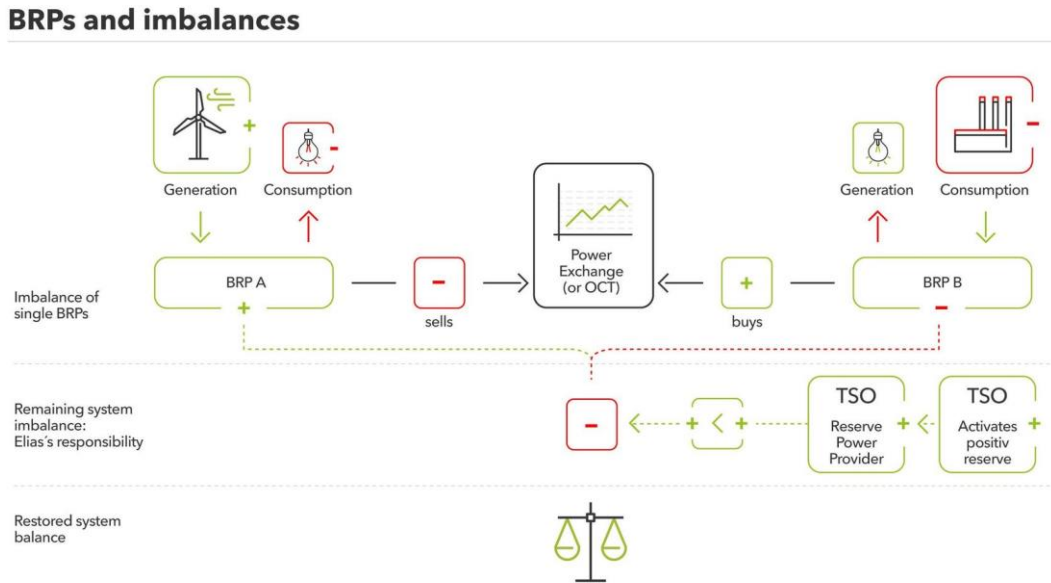 BRPs and imbalances
Generation
Consumption
Generation
Consumption
BRP A
Power
Exchange
(or OCT)
BRP B
Imbalance of
single BRPs
sells
buys
Remaining system
imbalance:
Elias´s responsibility
TSO
Reserve
Power
Provider
TSO
Activates
positiv
reserve
Restored system
balance